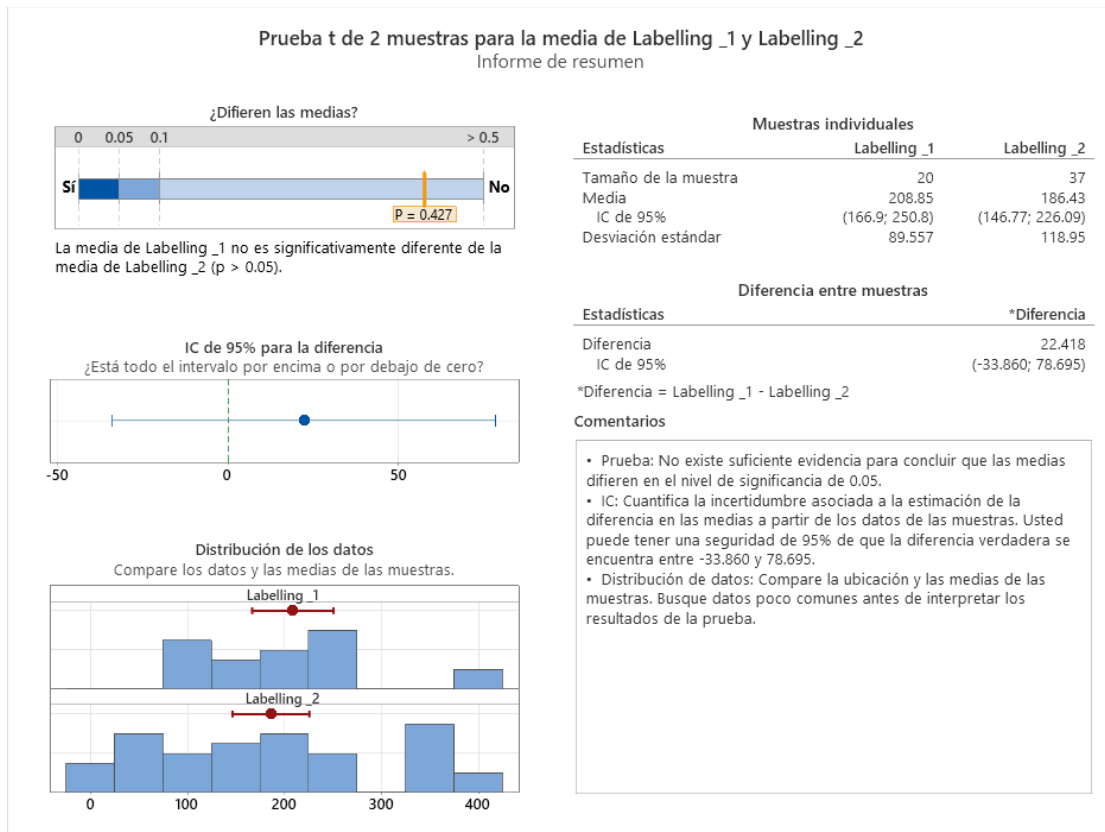 Prueba t de 2 muestras para la media de Labelling _1 y Labelling _2
Informe de resumen
¿Difieren las medias?
0 0.05 0.1 > 0.5
Sí No
P = 0.427
La media de Labelling _1 no es significativamente diferente de la
media de Labelling _2 (p > 0.05).
IC de 95% para la diferencia
¿Está todo el intervalo por encima o por debajo de cero?
-50 0 50
Distribución de los datos
Compare los datos y las medias de las muestras.
Labelling _1
Labelling _2
0 100 200 300 400
Muestras individuales
Estadísticas Labelling _1 Labelling _2
Tamaño de la muestra 20 37
Media 208.85 186.43
IC de 95% (166.9; 250.8) (146.77; 226.09)
Desviación estándar 89.557 118.95
Diferencia entre muestras
Estadísticas *Diferencia
Diferencia 22.418
IC de 95% (-33.860; 78.695)
*Diferencia = Labelling _1 - Labelling _2
Comentarios
• Prueba: No existe suficiente evidencia para concluir que las medias
difieren en el nivel de significancia de 0.05.
• IC: Cuantifica la incertidumbre asociada a la estimación de la
diferencia en las medias a partir de los datos de las muestras. Usted
puede tener una seguridad de 95% de que la diferencia verdadera se
encuentra entre -33.860 y 78.695.
• Distribución de datos: Compare la ubicación y las medias de las
muestras. Busque datos poco comunes antes de interpretar los
resultados de la prueba.